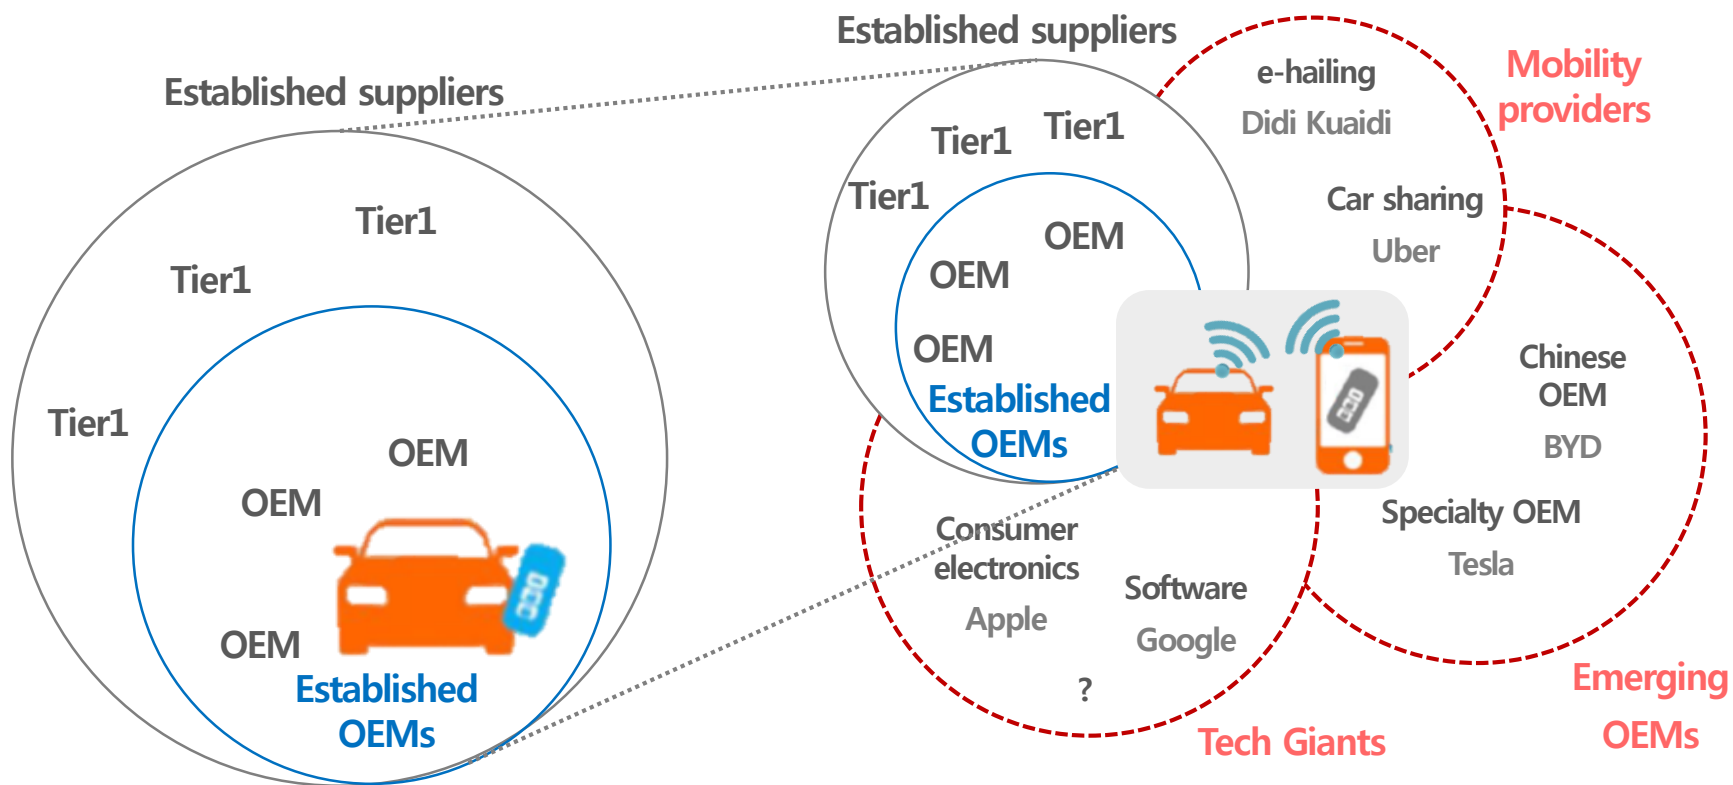 Established suppliers
Tier1
Tier1
Tier1
OEM
OEM
OEM
Established
OEMs
Established suppliers
Tier1
Tier1
Tier1
OEM
OEM
OEM
Established
OEMs
e-hailing
Didi Kuaidi
Car sharing
Uber
Mobility
providers
Chinese
OEM
BYD
Specialty OEM
Tesla
Emerging
OEMs
Consumer
electronics
Apple
Software
Google
?
Tech Giants